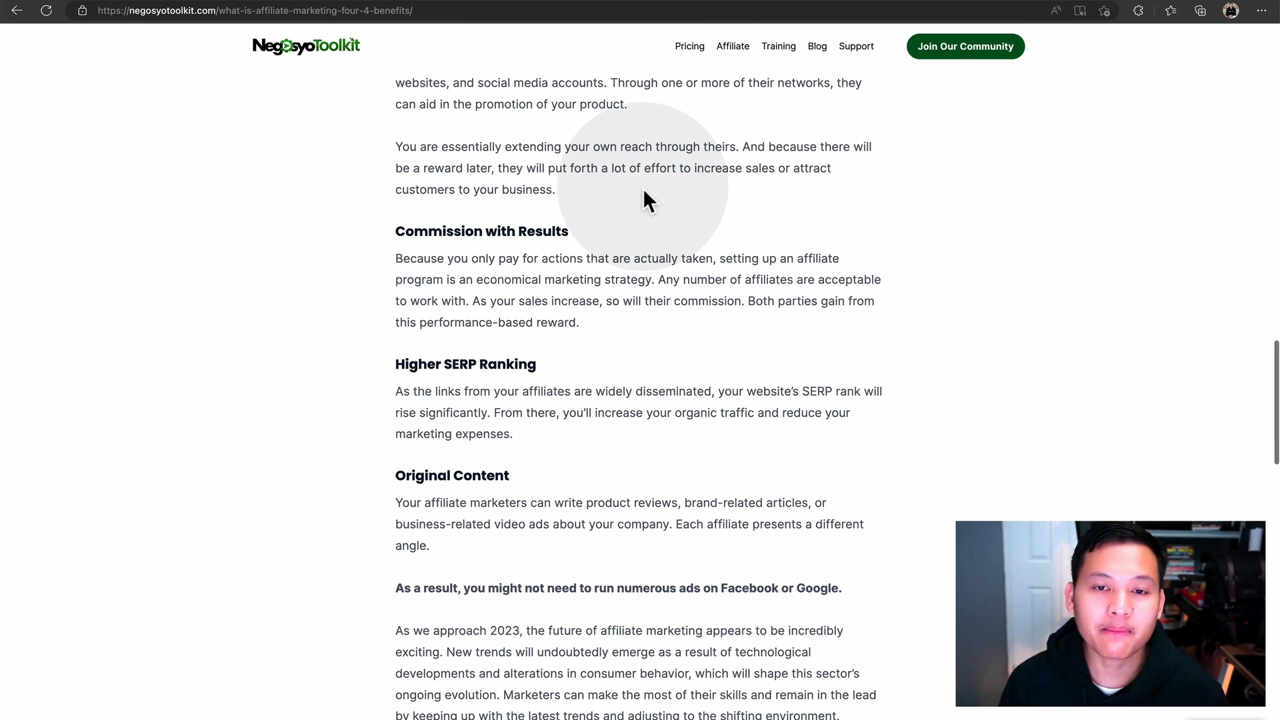 https://negosyotoolkit.com/what-is-affiliate-marketing-four-4-benefits/
NegosyoToolkit
Pricing
Affiliate
Training
Blog
Support
Join Our Community
websites, and social media accounts. Through one or more of their networks, they
can aid in the promotion of your product.
You are essentially extending your own reach through theirs. And because there will
be a reward later, they will put forth a lot of effort to increase sales or attract
customers to your business.
Commission with Results
Because you only pay for actions that are actually taken, setting up an affiliate
program is an economical marketing strategy. Any number of affiliates are acceptable
to work with. As your sales increase, so will their commission. Both parties gain from
this performance-based reward.
Higher SERP Ranking
As the links from your affiliates are widely disseminated, your website's SERP rank will
rise significantly. From there, you'll increase your organic traffic and reduce your
marketing expenses.
Original Content
Your affiliate marketers can write product reviews, brand-related articles, or
business-related video ads about your company. Each affiliate presents a different
angle.
As a result, you might not need to run numerous ads on Facebook or Google.
As we approach 2023, the future of affiliate marketing appears to be incredibly
exciting. New trends will undoubtedly emerge as a result of technological
developments and alterations in consumer behavior, which will shape this sector's
ongoing evolution. Marketers can make the most of their skills and remain in the lead
by keeping up with the latest trends and adjusting to the shifting environment.